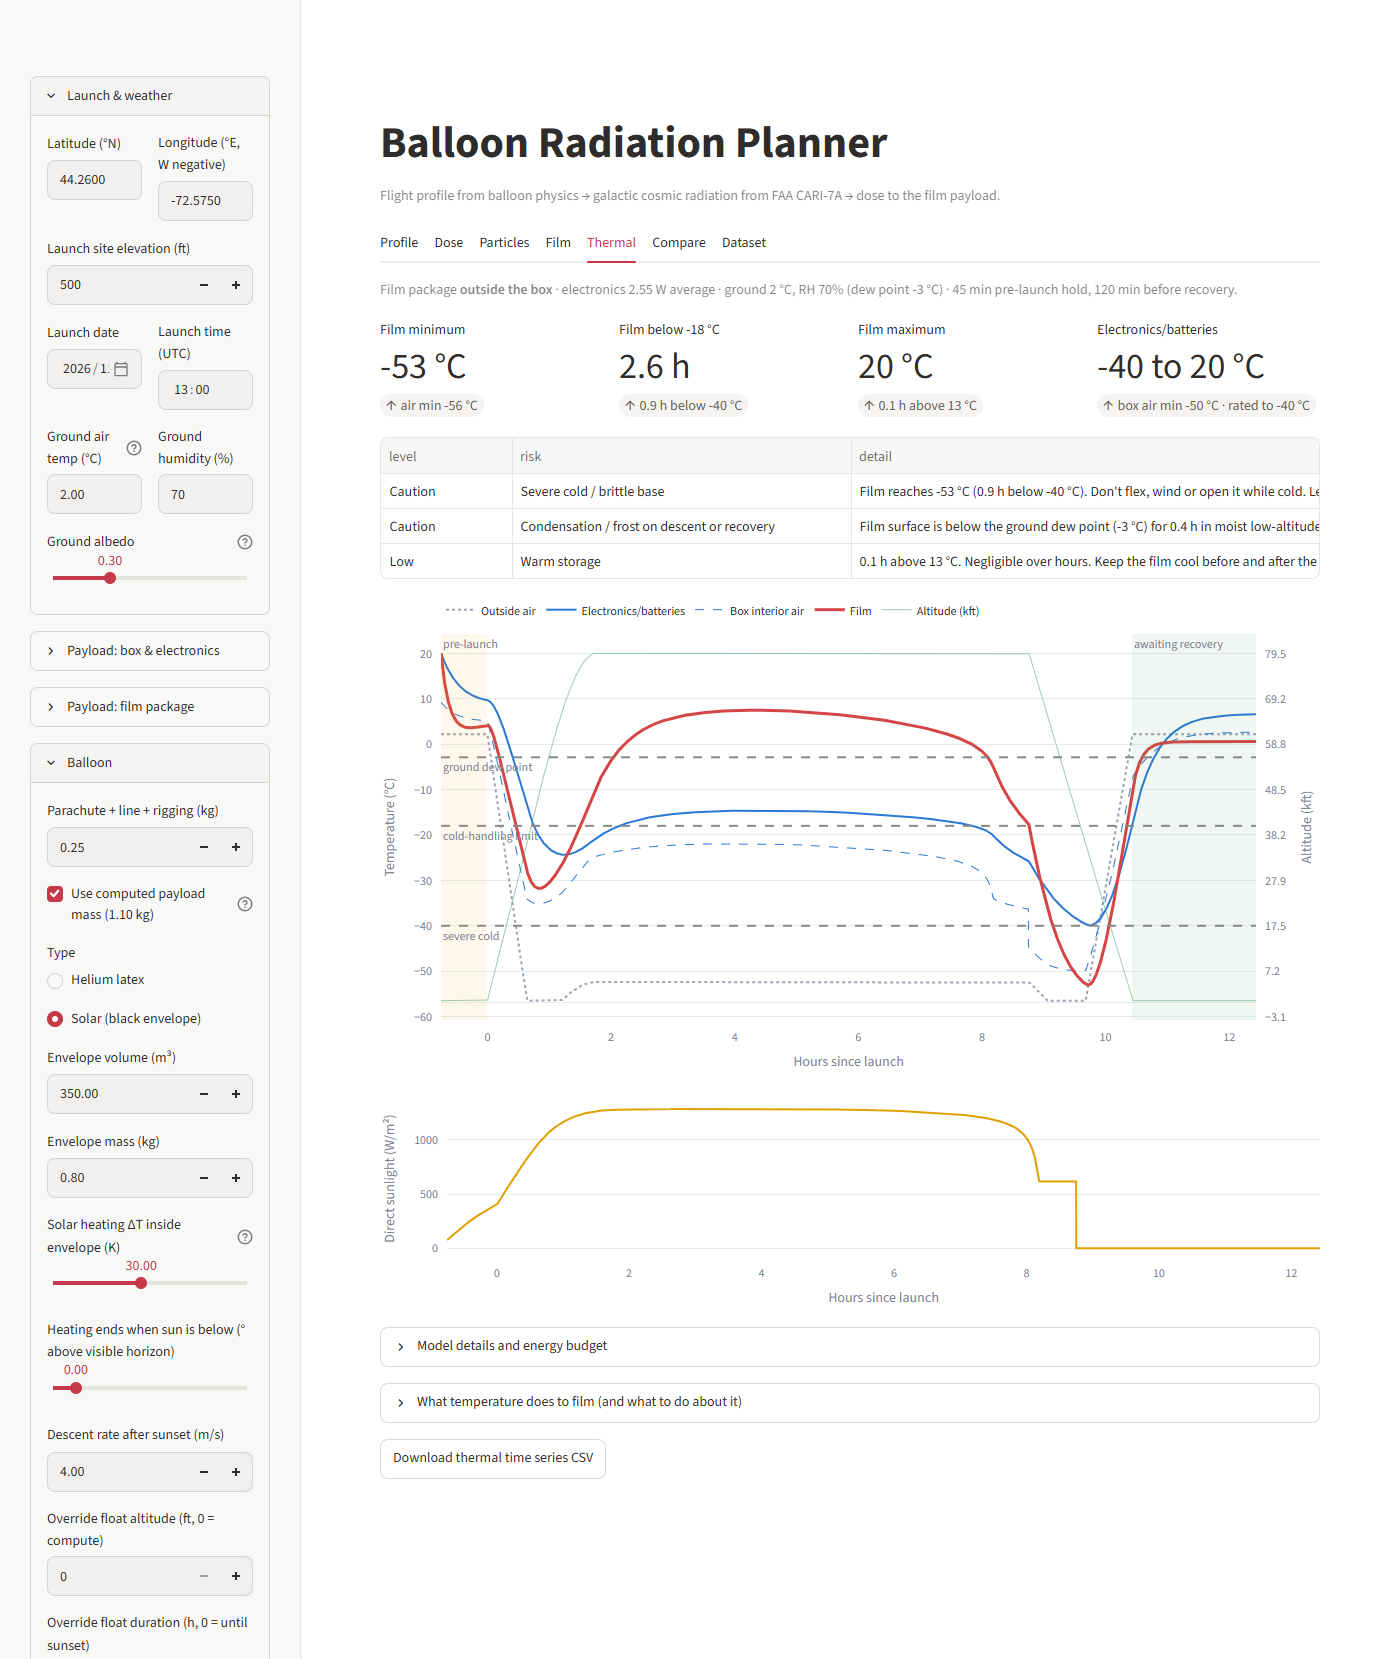 Launch & weather
Latitude (°N)
Longitude (°E,
W negative)
44.2600
-72.5750
Launch site elevation (ft)
500
Launch date
Launch time
(UTC)
2026 / 1.
13 : 00
Ground air
temp (°C)
Ground
humidity (%)
2.00
70
Ground albedo
0.30
Payload: box & electronics
Payload: film package
Balloon
Parachute + line + rigging (kg)
0.25
Use computed payload
mass (1.10 kg)
Type
Helium latex
Solar (black envelope)
Envelope volume (m³)
350.00
Envelope mass (kg)
0.80
Solar heating ΔT inside
envelope (K)
30.00
Heating ends when sun is below (°
above visible horizon)
0.00
Descent rate after sunset (m/s)
4.00
Override float altitude (ft, 0 =
compute)
0
Override float duration (h, 0 = until
sunset)
Balloon Radiation Planner
Flight profile from balloon physics → galactic cosmic radiation from FAA CARI-7A → dose to the film payload.
Profile Dose Particles Film Thermal Compare Dataset
Film package outside the box · electronics 2.55 W average · ground 2 °C, RH 70% (dew point -3 °C) · 45 min pre-launch hold, 120 min before recovery.
Film minimum
-53 °C
↑ air min -56 °C
Film below -18 °C
2.6 h
↑ 0.9 h below -40 °C
Film maximum
20 °C
↑ 0.1 h above 13 °C
Electronics/batteries
-40 to 20 °C
↑ box air min -50 °C · rated to -40 °C
level risk detail
Caution Severe cold / brittle base Film reaches -53 °C (0.9 h below -40 °C). Don't flex, wind or open it while cold. Le
Caution Condensation / frost on descent or recovery Film surface is below the ground dew point (-3 °C) for 0.4 h in moist low-altitude
Low Warm storage 0.1 h above 13 °C. Negligible over hours. Keep the film cool before and after the
Outside air Electronics/batteries Box interior air Film Altitude (kft)
pre-launch
awaiting recovery
ground dew point
cold-handling limit
severe cold
Temperature (°C)
20
10
0
−10
−20
−30
−40
−50
−60
79.5
69.2
58.8
48.5
38.2
27.9
17.5
7.2
−3.1
Altitude (kft)
0 2 4 6 8 10 12
Hours since launch
Direct sunlight (W/m²)
1000
500
0
0 2 4 6 8 10 12
Hours since launch
Model details and energy budget
What temperature does to film (and what to do about it)
Download thermal time series CSV